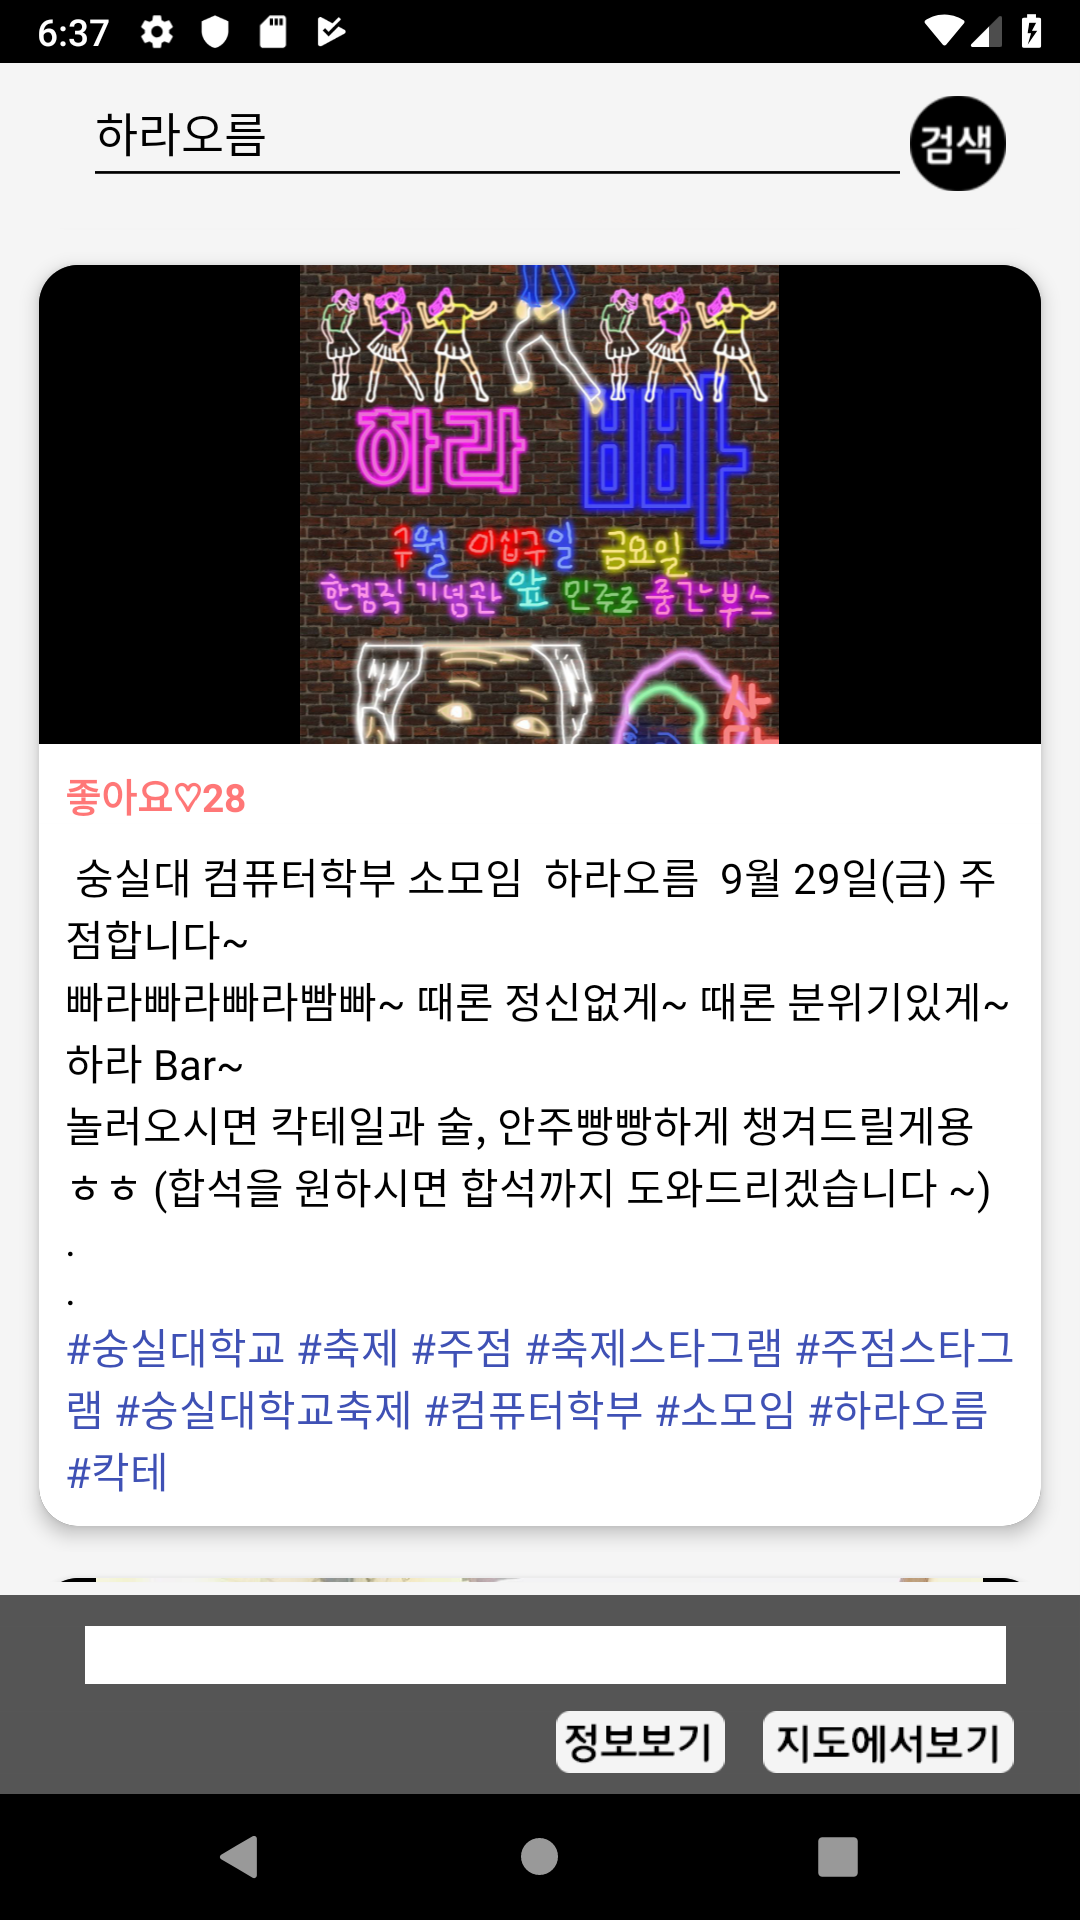 6:37
하라오름
검색
하라 빠
구월 이십구일 금요일
한경직 기념관 앞 민주로 중간 부스
좋아요♡28
숭실대 컴퓨터학부 소모임 하라오름 9월 29일(금) 주
점합니다~
빠라빠라빠라빰빠~ 때론 정신없게~ 때론 분위기있게~
하라 Bar~
놀러오시면 칵테일과 술, 안주빵빵하게 챙겨드릴게용
ㅎㅎ (합석을 원하시면 합석까지 도와드리겠습니다 ~)
.
.
#숭실대학교 #축제 #주점 #축제스타그램 #주점스타그
램 #숭실대학교축제 #컴퓨터학부 #소모임 #하라오름
#칵테
정보보기
지도에서보기